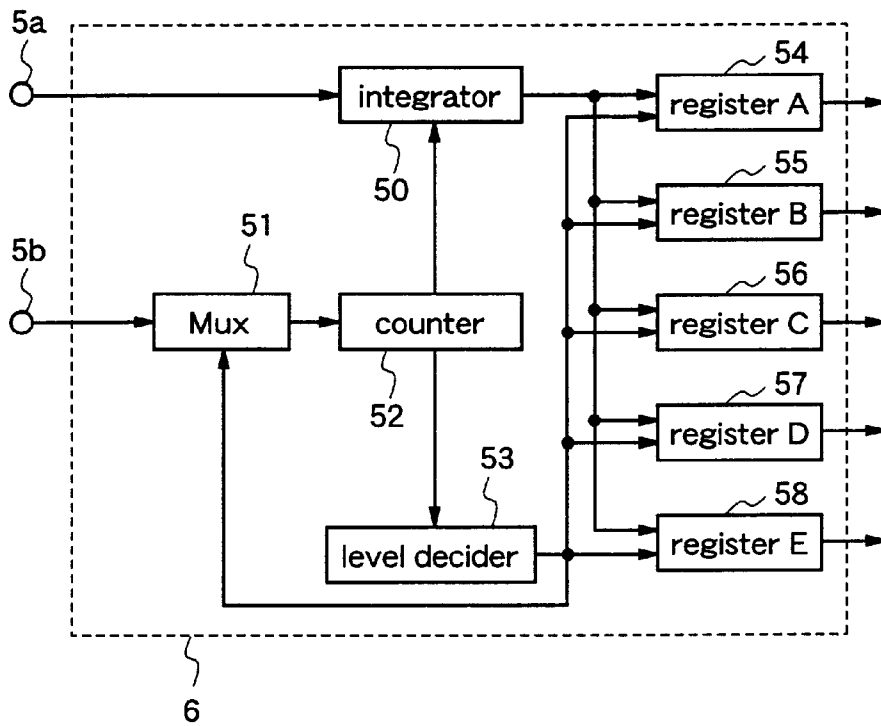 5a
54
integrator
register A
50
55
51
register B
5b
56
Mux
counter
register C
52
57
53
register D
58
level decider
register E
6